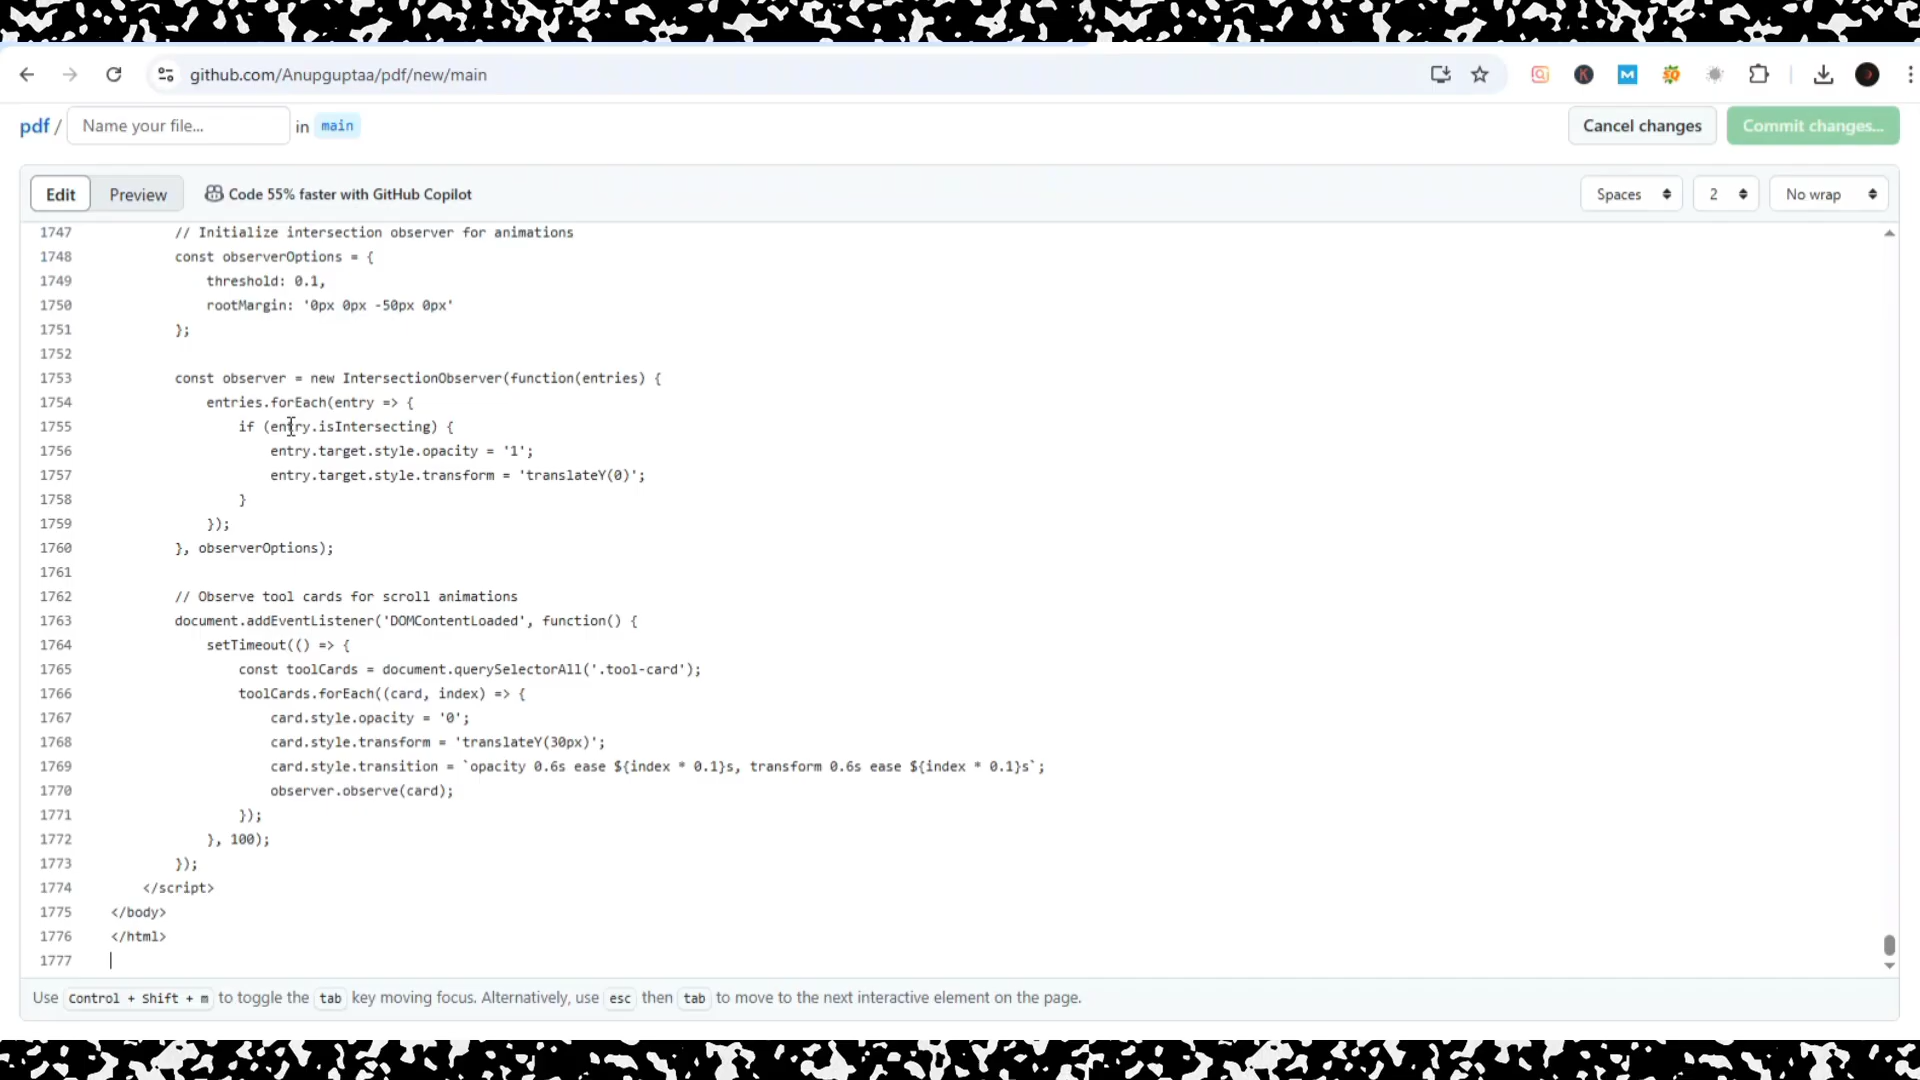 github.com/Anupguptaa/pdf/new/main
pdf / Name your file... in main
Cancel changes
Commit changes...
Edit
Preview
Code 55% faster with GitHub Copilot
Spaces
2
No wrap
1747 // Initialize intersection observer for animations
1748 const observerOptions = {
1749 threshold: 0.1,
1750 rootMargin: '0px 0px -50px 0px'
1751 };
1752
1753 const observer = new IntersectionObserver(function(entries) {
1754 entries.forEach(entry => {
1755 if (entry.isIntersecting) {
1756 entry.target.style.opacity = '1';
1757 entry.target.style.transform = 'translateY(0)';
1758 }
1759 });
1760 }, observerOptions);
1761
1762 // Observe tool cards for scroll animations
1763 document.addEventListener('DOMContentLoaded', function() {
1764 setTimeout(() => {
1765 const toolCards = document.querySelectorAll('.tool-card');
1766 toolCards.forEach((card, index) => {
1767 card.style.opacity = '0';
1768 card.style.transform = 'translateY(30px)';
1769 card.style.transition = `opacity 0.6s ease ${index * 0.1}s, transform 0.6s ease ${index * 0.1}s`;
1770 observer.observe(card);
1771 });
1772 }, 100);
1773 });
1774 </script>
1775 </body>
1776 </html>
1777
Use Control + Shift + m to toggle the tab key moving focus. Alternatively, use esc then tab to move to the next interactive element on the page.